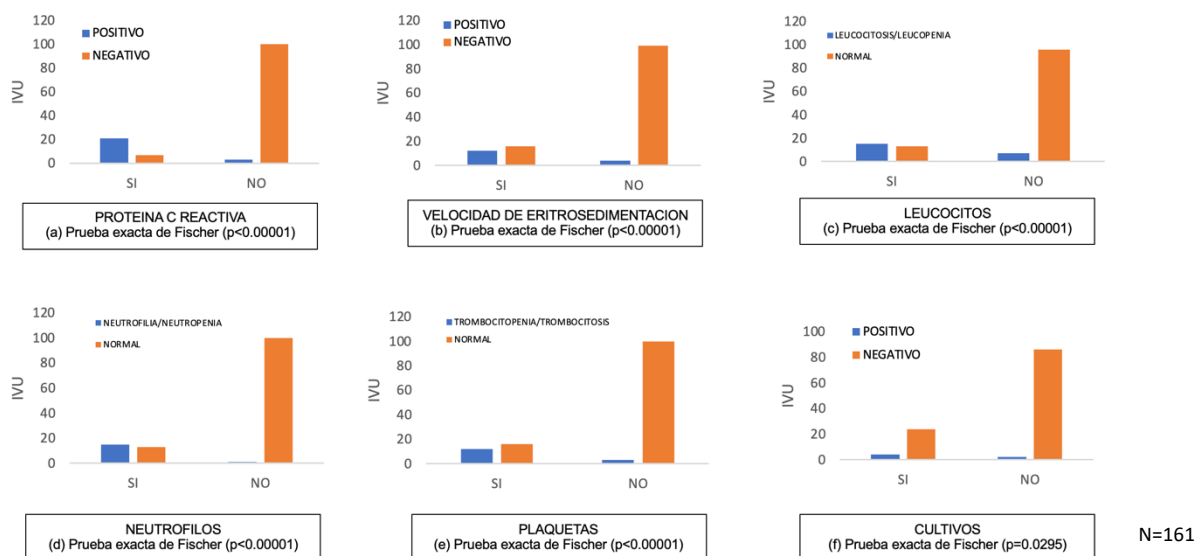 120
100
80
60
40
20
0
IVU
POSITIVO
NEGATIVO
SI
NO
PROTEINA C REACTIVA
(a) Prueba exacta de Fischer (p<0.00001)
120
100
80
60
40
20
0
IVU
POSITIVO
NEGATIVO
SI
NO
VELOCIDAD DE ERITROSEDIMENTACION
(b) Prueba exacta de Fischer (p<0.00001)
120
100
80
60
40
20
0
IVU
LEUCOCITOSIS/LEUCOPENIA
NORMAL
SI
NO
LEUCOCITOS
(c) Prueba exacta de Fischer (p<0.00001)
120
100
80
60
40
20
0
IVU
NEUTROFILIA/NEUTROPENIA
NORMAL
SI
NO
NEUTROFILOS
(d) Prueba exacta de Fischer (p<0.00001)
120
100
80
60
40
20
0
IVU
TROMBOCITOPENIA/TROMBOCITOSIS
NORMAL
SI
NO
PLAQUETAS
(e) Prueba exacta de Fischer (p<0.00001)
100
80
60
40
20
0
IVU
POSITIVO
NEGATIVO
SI
NO
CULTIVOS
(f) Prueba exacta de Fischer (p=0.0295)
N=161